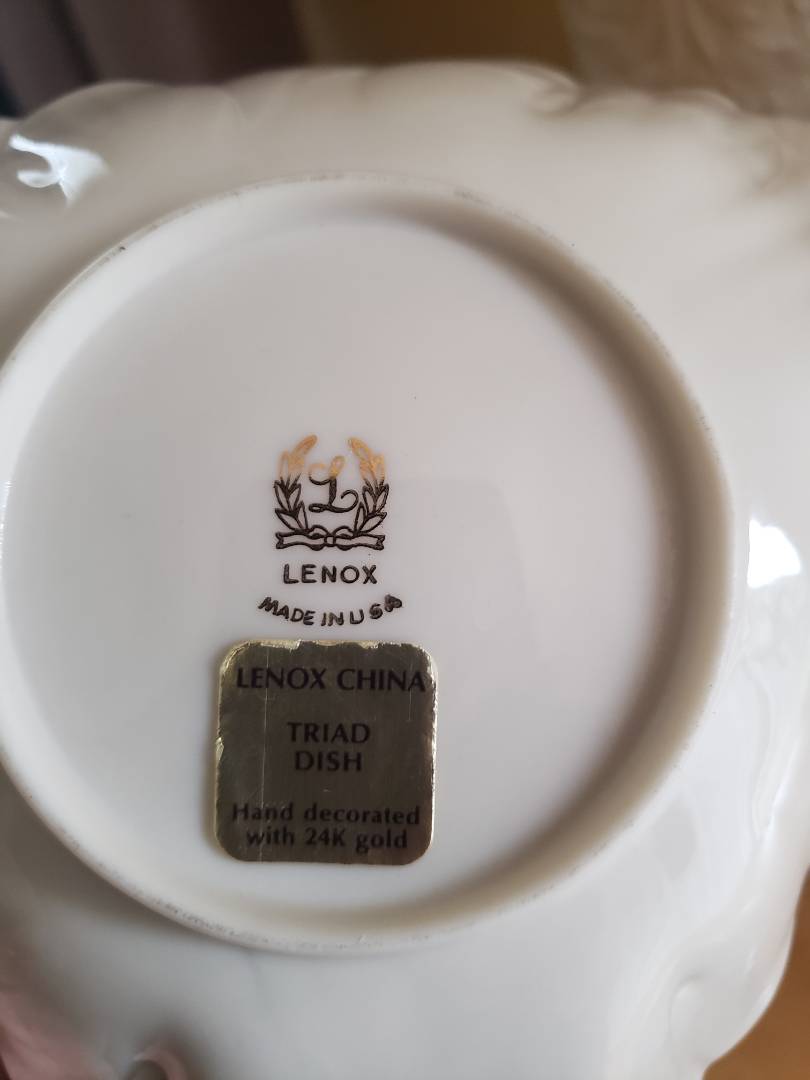 L
LENOX
MADE IN USA
LENOX CHINA
TRIAD
DISH
Hand decorated
with 24K gold